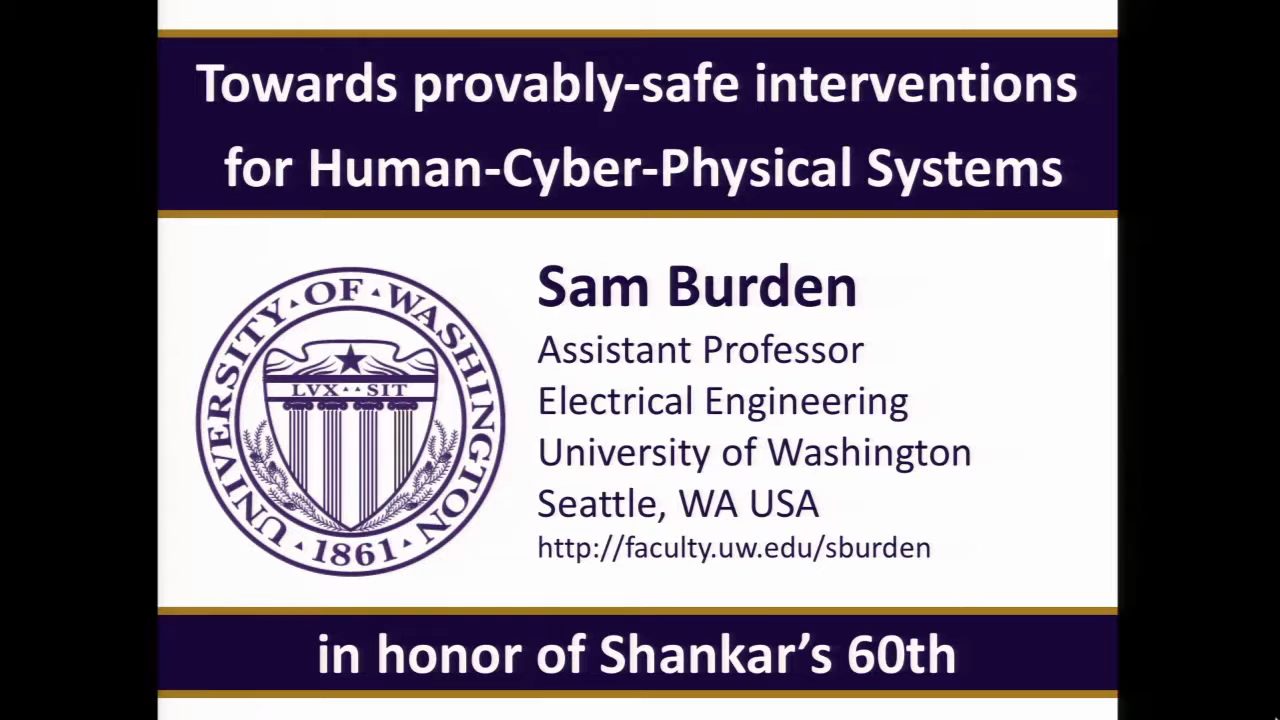 Towards provably-safe interventions
for Human-Cyber-Physical Systems
UNIVERSITY OF WASHINGTON
LVX SIT
1861
Sam Burden
Assistant Professor
Electrical Engineering
University of Washington
Seattle, WA USA
http://faculty.uw.edu/sburden
in honor of Shankar’s 60th